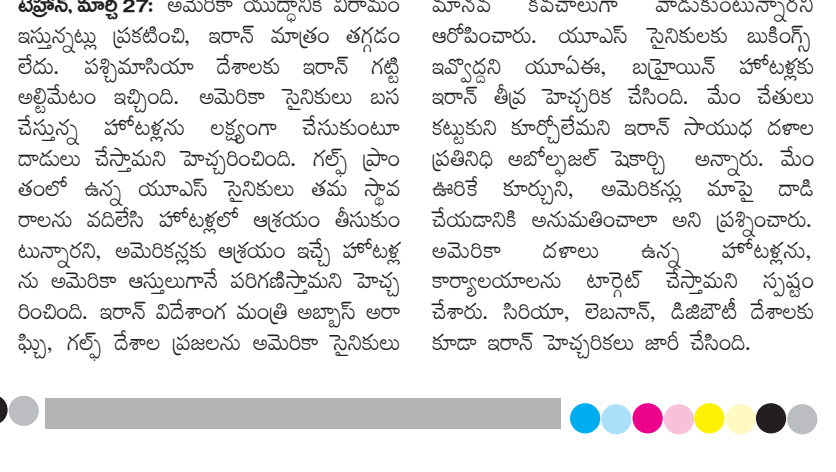 టెహ్రాన్, మార్చి 27: అమెరికా యుద్ధానికి విరామం
ఇస్తున్నట్లు ప్రకటించి, ఇరాన్ మాత్రం తగ్గడం
లేదు. పశ్చిమాసియా దేశాలకు ఇరాన్ గట్టి
అల్టిమేటం ఇచ్చింది. అమెరికా సైనికులు బస
చేస్తున్న హోటళ్లను లక్ష్యంగా చేసుకుంటూ
దాడులు చేస్తామని హెచ్చరించింది. గల్ఫ్ ప్రాం
తంలో ఉన్న యూఎస్ సైనికులు తమ స్థావ
రాలను వదిలేసి హోటళ్లలో ఆశ్రయం తీసుకుం
టున్నారని, అమెరికన్లకు ఆశ్రయం ఇచ్చే హోటళ్ల
ను అమెరికా ఆస్తులుగానే పరిగణిస్తామని హెచ్చ
రించింది. ఇరాన్ విదేశాంగ మంత్రి అబ్బాస్ అరా
ఘ్చి, గల్ఫ్ దేశాల ప్రజలను అమెరికా సైనికులు
మానవ కవచాలుగా వాడుకుంటున్నారని
ఆరోపించారు. యూఎస్ సైనికులకు బుకింగ్స్
ఇవ్వొద్దని యూఏఈ, బహ్రెయిన్ హోటళ్లకు
ఇరాన్ తీవ్ర హెచ్చరిక చేసింది. మేం చేతులు
కట్టుకుని కూర్చోలేమని ఇరాన్ సాయుధ దళాల
ప్రతినిధి అబోల్ఫజల్ షెకార్చి అన్నారు. మేం
ఊరికే కూర్చుని, అమెరికన్లు మాపై దాడి
చేయడానికి అనుమతించాలా అని ప్రశ్నించారు.
అమెరికా దళాలు ఉన్న హోటళ్లను,
కార్యాలయాలను టార్గెట్ చేస్తామని స్పష్టం
చేశారు. సిరియా, లెబనాన్, డిజిబౌటీ దేశాలకు
కూడా ఇరాన్ హెచ్చరికలు జారీ చేసింది.